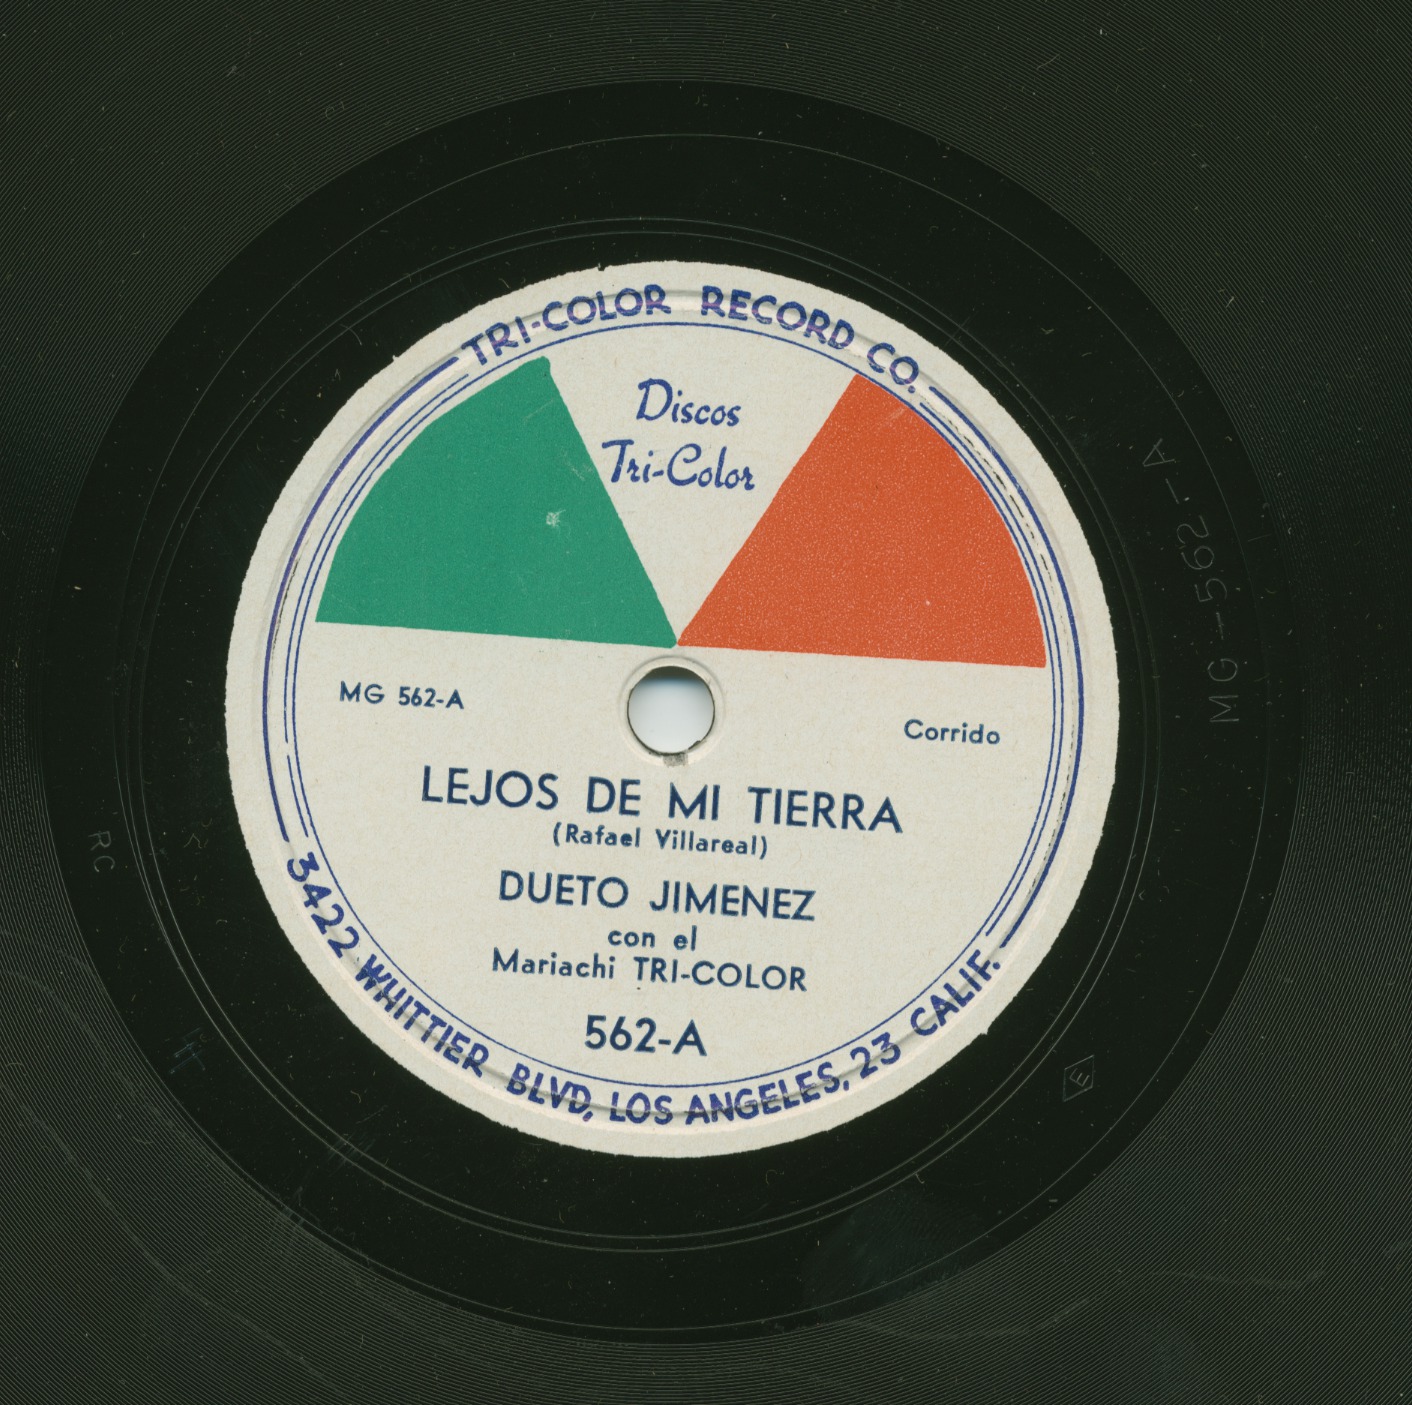 TRI-COLOR RECORD CO.
Discos
Tri-Color
MG 562-A
Corrido
LEJOS DE MI TIERRA
(Rafael Villareal)
DUETO JIMENEZ
con el
Mariachi TRI-COLOR
562-A
3422 WHITTIER BLVD, LOS ANGELES, 23 CALIF.
MG-562-A
RC
E